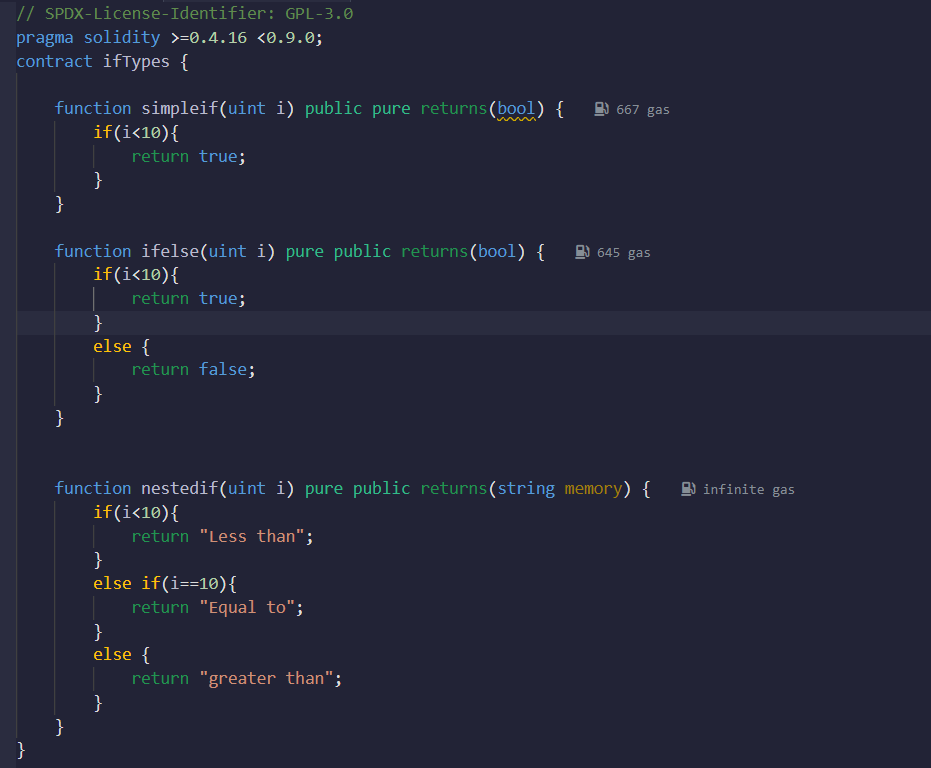 // SPDX-License-Identifier: GPL-3.0
pragma solidity >=0.4.16 <0.9.0;
contract ifTypes {
    function simpleif(uint i) public pure returns(bool) {    667 gas
        if(i<10){
            return true;
        }
    }
    function ifelse(uint i) pure public returns(bool) {    645 gas
        if(i<10){
            return true;
        }
        else {
            return false;
        }
    }
    function nestedif(uint i) pure public returns(string memory) {    infinite gas
        if(i<10){
            return "Less than";
        }
        else if(i==10){
            return "Equal to";
        }
        else {
            return "greater than";
        }
    }
}